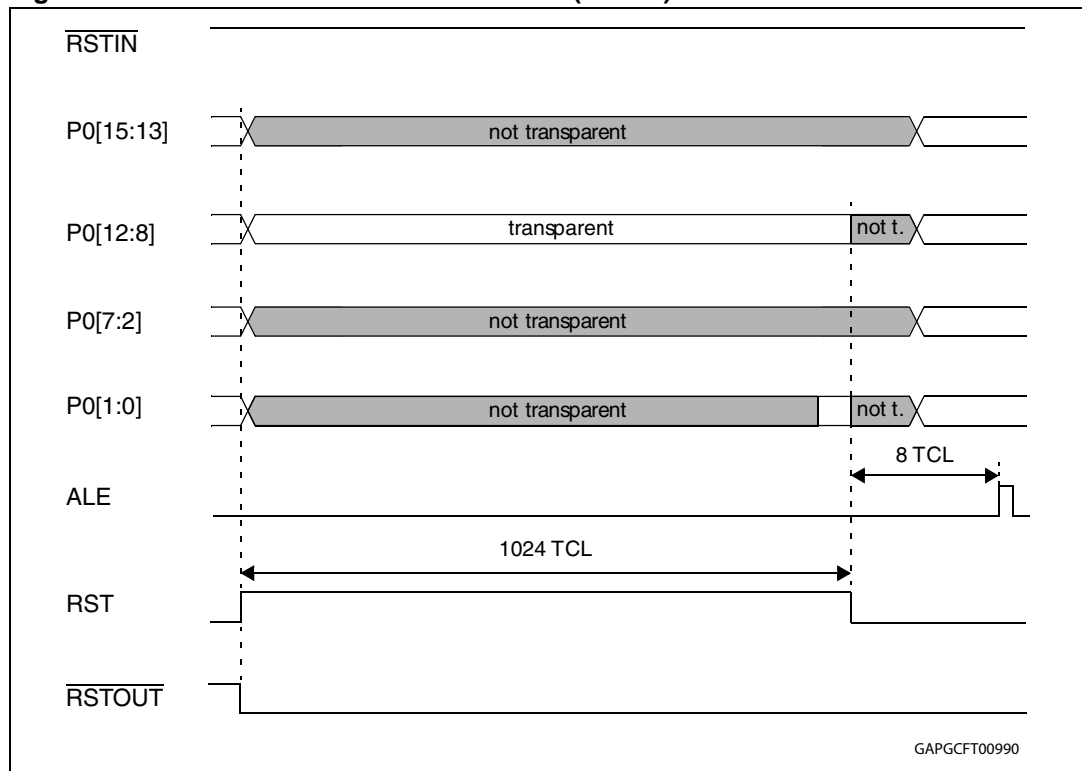 RSTIN
P0[15:13] not transparent
P0[12:8] transparent not t.
P0[7:2] not transparent
P0[1:0] not transparent not t.
8 TCL
ALE
1024 TCL
RST
RSTOUT
GAPGCFT00990